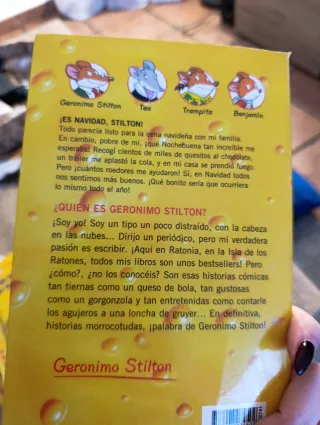 Geronimo Stilton
Tea
Trampita
Benjamín
¡ES NAVIDAD, STILTON!
Todo parecía listo para la cena navideña con mi familia.
En cambio, pobre de mí, ¡qué Nochebuena tan increíble me
esperaba! Recogí cientos de miles de quesitos al chocolate,
un tráiler me aplastó la cola, y en mi casa se prendió fuego.
Pero ¡cuántos roedores me ayudaron! Sí, en Navidad todos
nos sentimos más buenos. ¡Qué bonito sería que ocurriera
lo mismo todo el año!
¿QUIÉN ES GERONIMO STILTON?
¡Soy yo! Soy un tipo un poco distraído, con la cabeza
en las nubes... Dirijo un periódico, pero mi verdadera
pasión es escribir. ¡Aquí en Ratonia, en la Isla de los
Ratones, todos mis libros son unos bestsellers! Pero
¿cómo?, ¿no los conocéis? Son esas historias cómicas
tan tiernas como un queso de bola, tan gustosas
como un gorgonzola y tan entretenidas como contarle
los agujeros a una loncha de gruyer... En definitiva,
historias morrocotudas, ¡palabra de Geronimo Stilton!
Geronimo Stilton